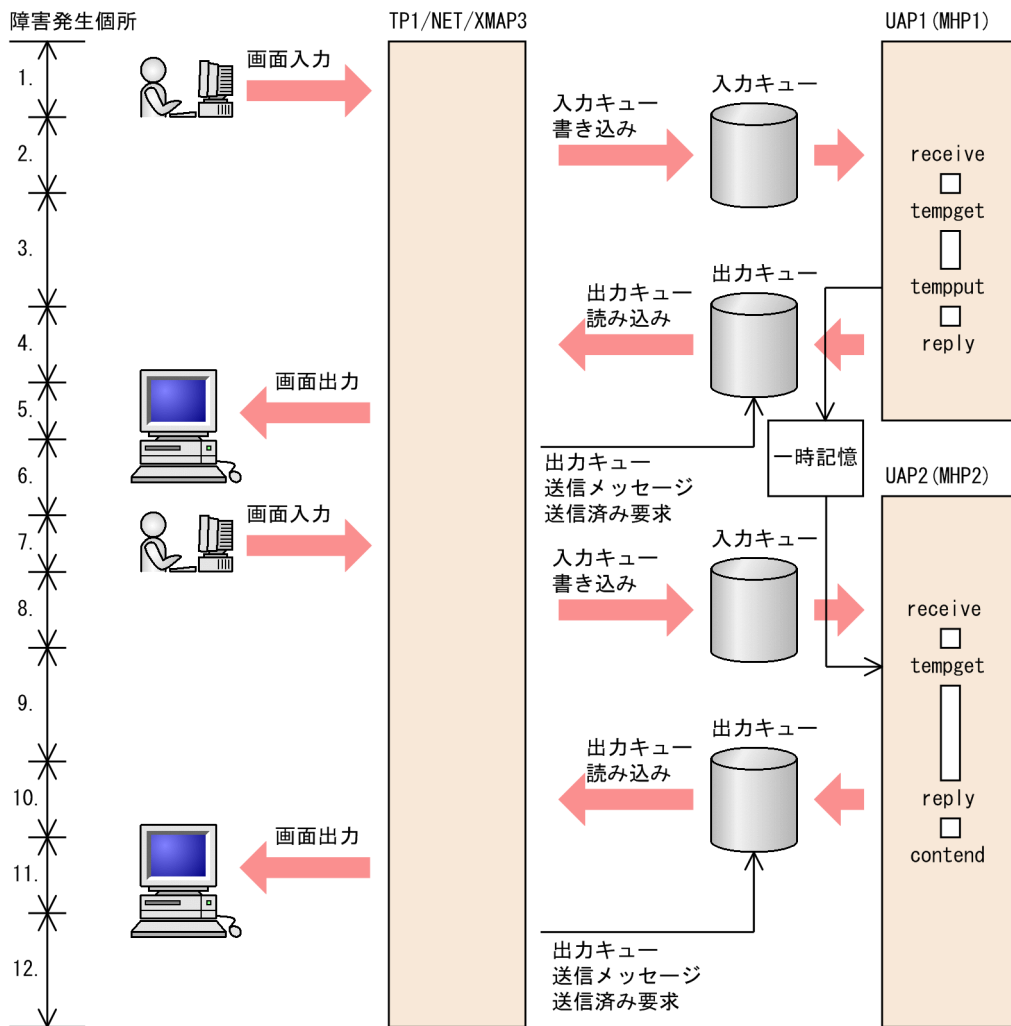 障害発生個所
TP1/NET/XMAP3
UAP1(MHP1)
1.
画面入力
入力キュー
書き込み
入力キュー
2.
receive
tempget
3.
出力キュー
読み込み
出力キュー
tempput
reply
4.
画面出力
5.
一時記憶
6.
出力キュー
送信メッセージ
送信済み要求
UAP2(MHP2)
7.
画面入力
入力キュー
書き込み
入力キュー
8.
receive
tempget
9.
出力キュー
読み込み
出力キュー
10.
reply
contend
画面出力
11.
12.
出力キュー
送信メッセージ
送信済み要求